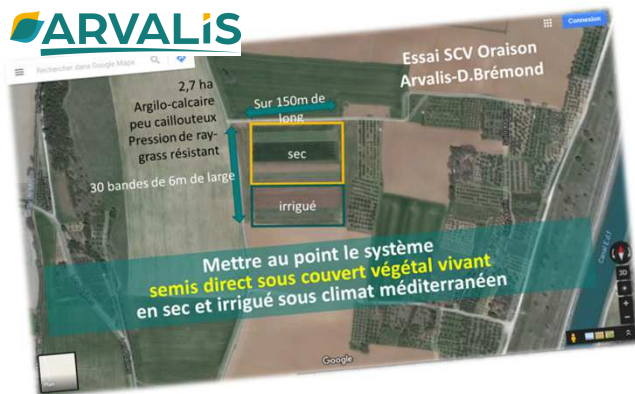 ARVALIS
Connexion
Rechercher dans Google Maps
Essai SCV Oraison
Arvalis-D.Brémond
2,7 ha
Argilo-calcaire
peu caillouteux
Pression de ray-
grass résistant
Sur 150m de
long
sec
30 bandes de 6m de large
irrigué
Mettre au point le système
semis direct sous couvert végétal vivant
en sec et irrigué sous climat méditerranéen
Canal E.d.f
3D
Google
Plan